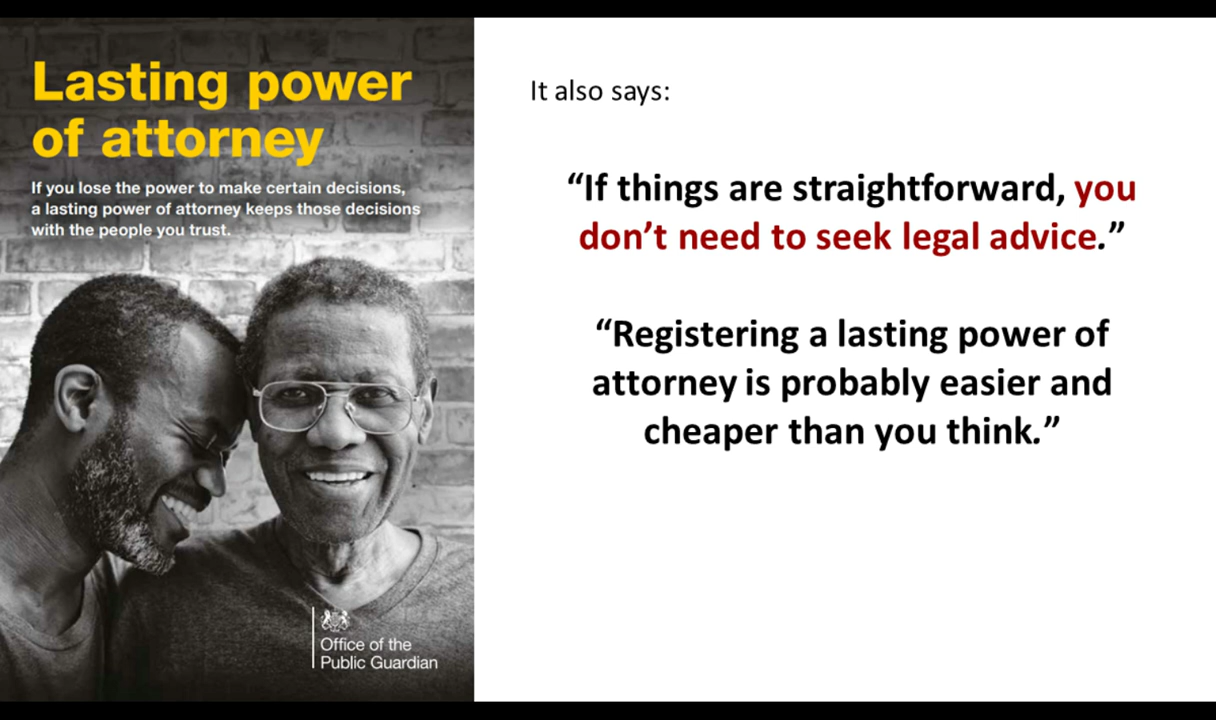 Lasting power
of attorney
If you lose the power to make certain decisions,
a lasting power of attorney keeps those decisions
with the people you trust.
Office of the
Public Guardian
It also says:
“If things are straightforward, you
don’t need to seek legal advice.”
“Registering a lasting power of
attorney is probably easier and
cheaper than you think.”